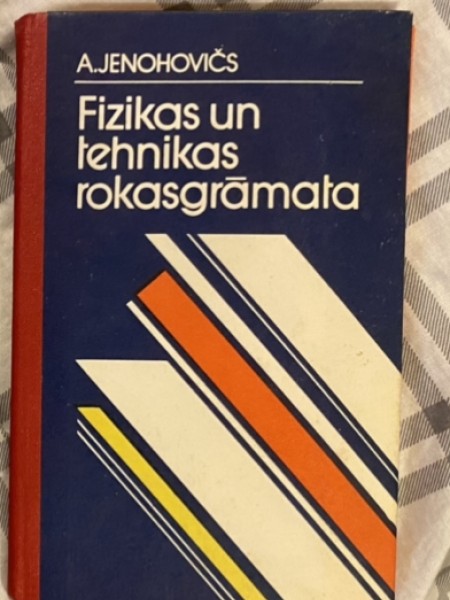 A.JENOHOVIČS
Fizikas un
tehnikas
rokasgrāmata